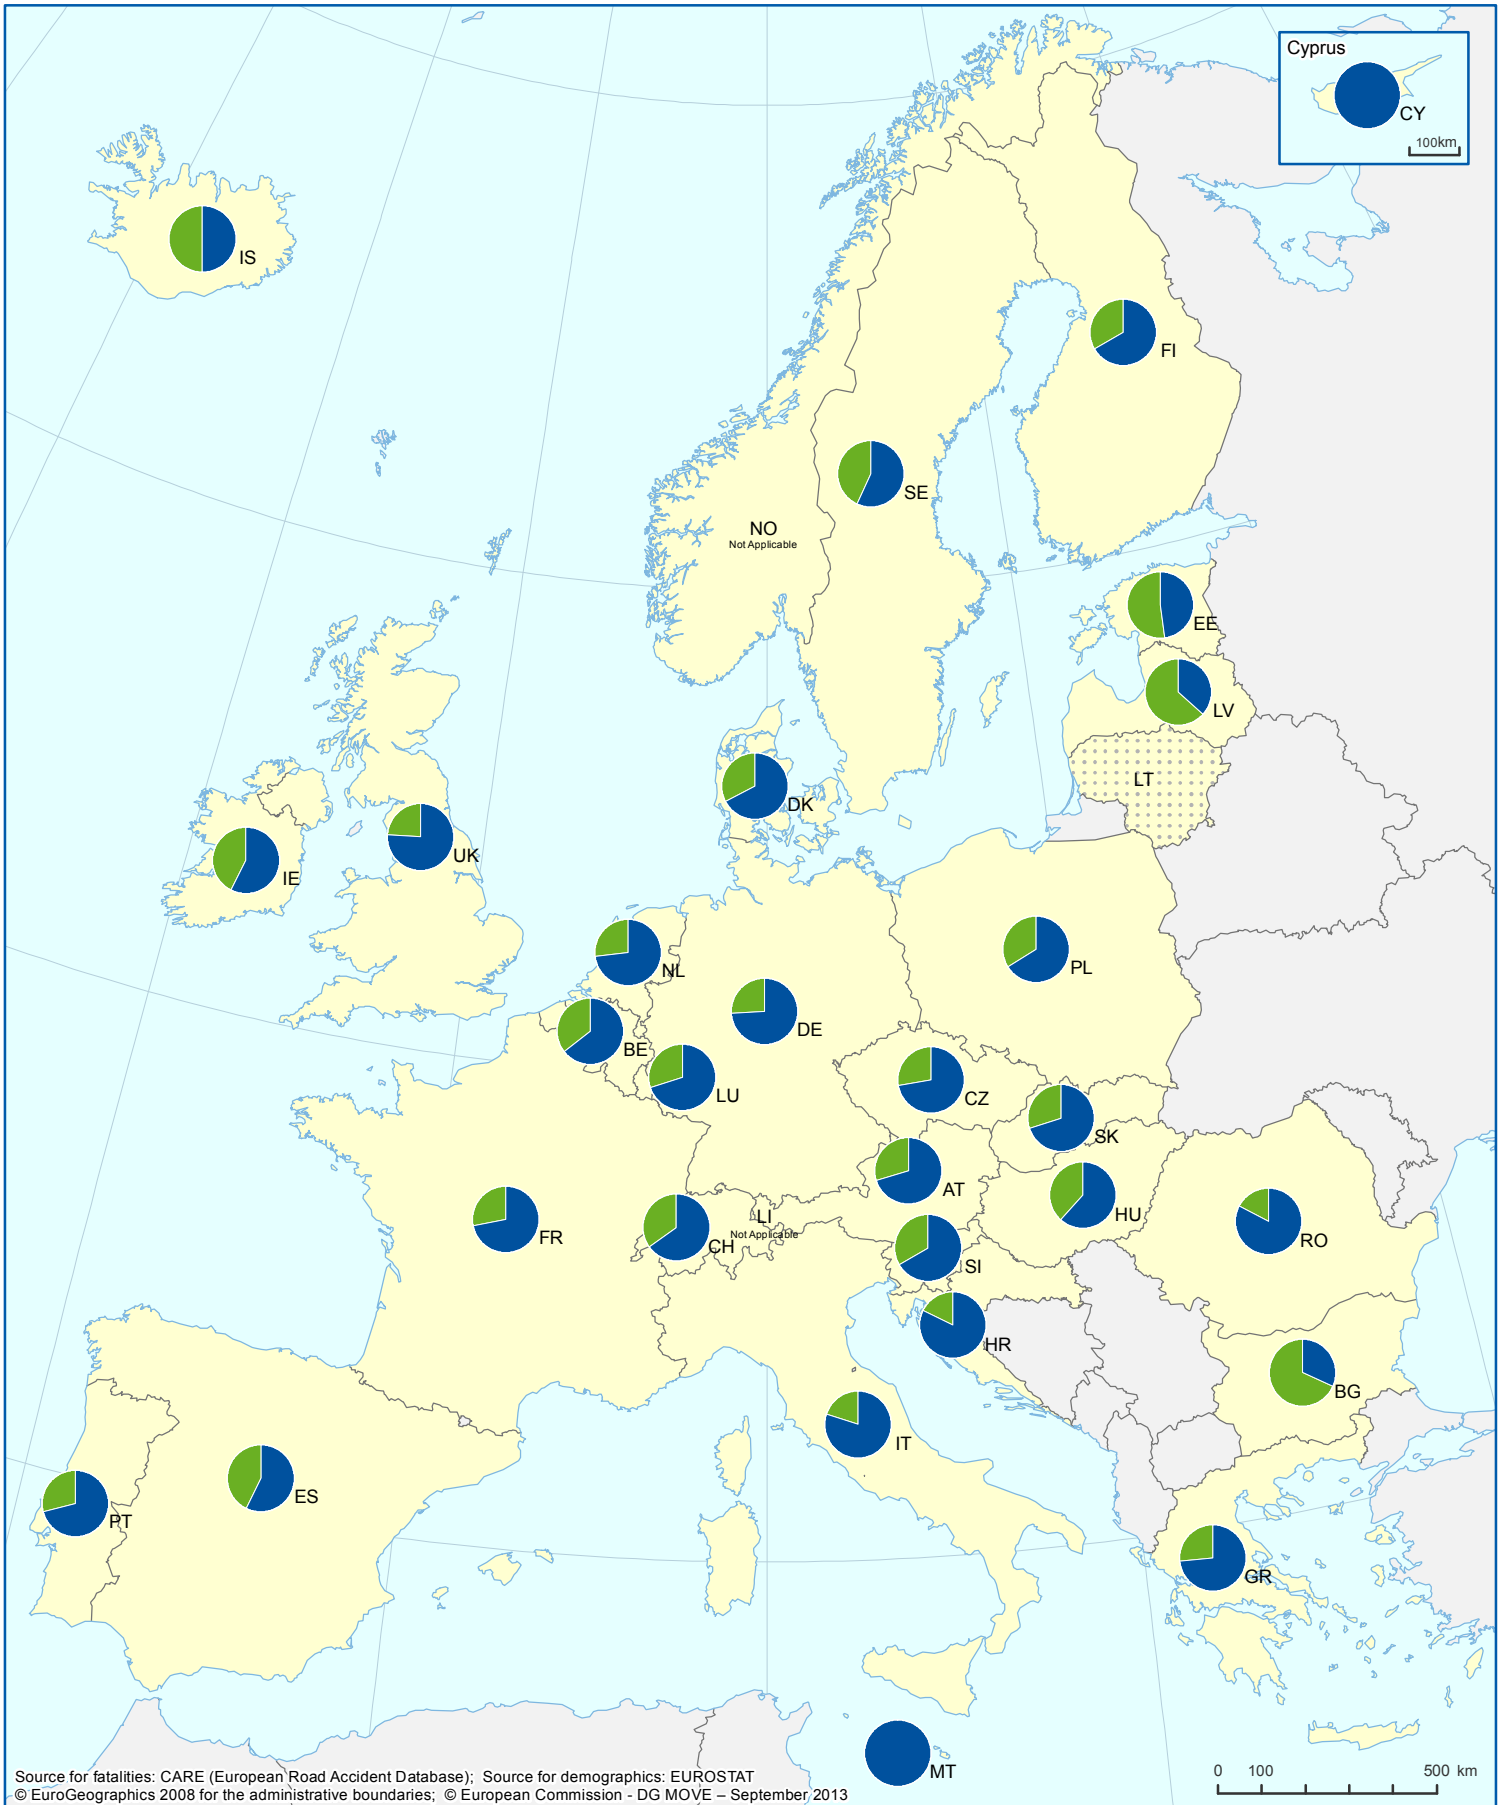 Cyprus
CY
100km
IS
FI
SE
NO
Not Applicable
EE
LV
LT
DK
UK
IE
NL
PL
DE
BE
LU
CZ
SK
AT
HU
FR
CH
LI
Not Applicable
RO
SI
HR
BG
IT
ES
PT
GR
MT
Source for fatalities: CARE (European Road Accident Database); Source for demographics: EUROSTAT
© EuroGeographics 2008 for the administrative boundaries; © European Commission - DG MOVE – September 2013
0 100 500 km